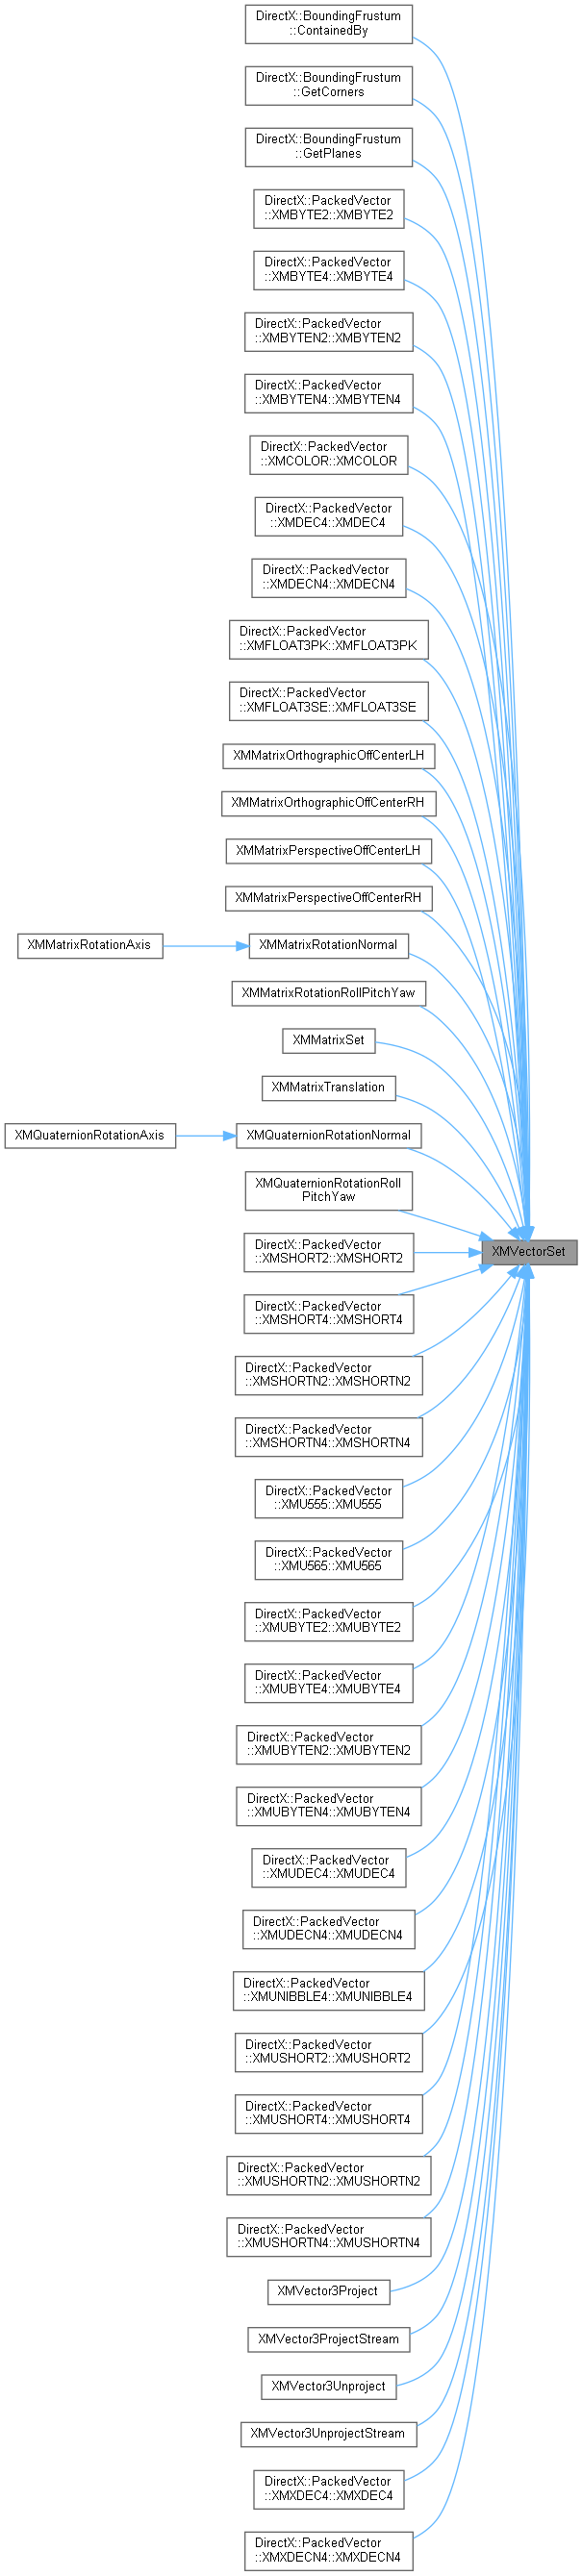 DirectX::BoundingFrustum
::ContainedBy
DirectX::BoundingFrustum
::GetCorners
DirectX::BoundingFrustum
::GetPlanes
DirectX::PackedVector
::XMBYTE2::XMBYTE2
DirectX::PackedVector
::XMBYTE4::XMBYTE4
DirectX::PackedVector
::XMBYTEN2::XMBYTEN2
DirectX::PackedVector
::XMBYTEN4::XMBYTEN4
DirectX::PackedVector
::XMCOLOR::XMCOLOR
DirectX::PackedVector
::XMDEC4::XMDEC4
DirectX::PackedVector
::XMDECN4::XMDECN4
DirectX::PackedVector
::XMFLOAT3PK::XMFLOAT3PK
DirectX::PackedVector
::XMFLOAT3SE::XMFLOAT3SE
XMMatrixOrthographicOffCenterLH
XMMatrixOrthographicOffCenterRH
XMMatrixPerspectiveOffCenterLH
XMMatrixPerspectiveOffCenterRH
XMMatrixRotationAxis
XMMatrixRotationNormal
XMMatrixRotationRollPitchYaw
XMMatrixSet
XMMatrixTranslation
XMQuaternionRotationAxis
XMQuaternionRotationNormal
XMQuaternionRotationRoll
PitchYaw
XMVectorSet
DirectX::PackedVector
::XMSHORT2::XMSHORT2
DirectX::PackedVector
::XMSHORT4::XMSHORT4
DirectX::PackedVector
::XMSHORTN2::XMSHORTN2
DirectX::PackedVector
::XMSHORTN4::XMSHORTN4
DirectX::PackedVector
::XMU555::XMU555
DirectX::PackedVector
::XMU565::XMU565
DirectX::PackedVector
::XMUBYTE2::XMUBYTE2
DirectX::PackedVector
::XMUBYTE4::XMUBYTE4
DirectX::PackedVector
::XMUBYTEN2::XMUBYTEN2
DirectX::PackedVector
::XMUBYTEN4::XMUBYTEN4
DirectX::PackedVector
::XMUDEC4::XMUDEC4
DirectX::PackedVector
::XMUDECN4::XMUDECN4
DirectX::PackedVector
::XMUNIBBLE4::XMUNIBBLE4
DirectX::PackedVector
::XMUSHORT2::XMUSHORT2
DirectX::PackedVector
::XMUSHORT4::XMUSHORT4
DirectX::PackedVector
::XMUSHORTN2::XMUSHORTN2
DirectX::PackedVector
::XMUSHORTN4::XMUSHORTN4
XMVector3Project
XMVector3ProjectStream
XMVector3Unproject
XMVector3UnprojectStream
DirectX::PackedVector
::XMXDEC4::XMXDEC4
DirectX::PackedVector
::XMXDECN4::XMXDECN4